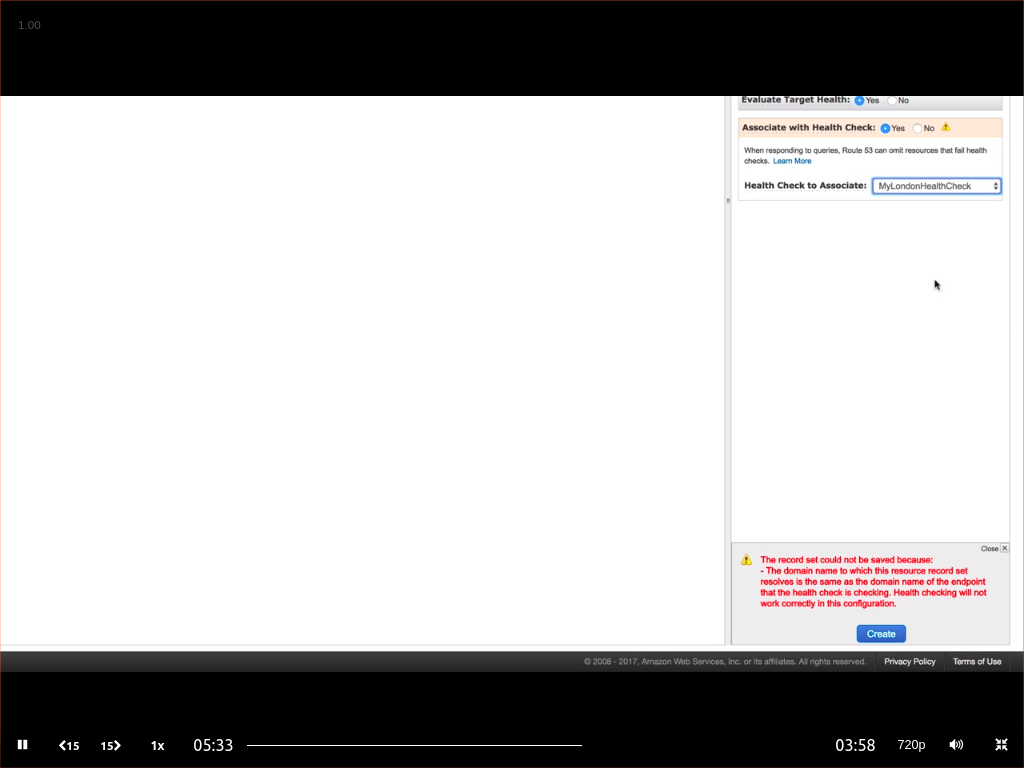 1.00
Evaluate Target Health: Yes No
Associate with Health Check: Yes No
When responding to queries, Route 53 can omit resources that fail health
checks. Learn More
Health Check to Associate: MyLondonHealthCheck
Close
The record set could not be saved because:
- The domain name to which this resource record set
resolves is the same as the domain name of the endpoint
that the health check is checking. Health checking will not
work correctly in this configuration.
Create
© 2008 - 2017, Amazon Web Services, Inc. or its affiliates. All rights reserved. Privacy Policy Terms of Use
15 15 1x 05:33 03:58 720p